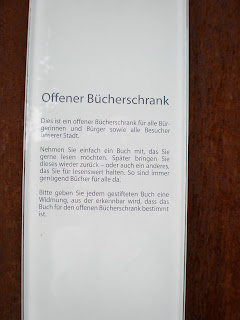 Offener Bücherschrank
Dies ist ein offener Bücherschrank für alle Bür-
gerinnen und Bürger sowie alle Besucher
unserer Stadt.
Nehmen Sie einfach ein Buch mit, das Sie
gerne lesen möchten. Später bringen Sie
dieses wieder zurück – oder auch ein anderes,
das Sie für lesenswert halten. So sind immer
genügend Bücher für alle da.
Bitte geben Sie jedem gestifteten Buch eine
Widmung, aus der erkennbar wird, dass das
Buch für den offenen Bücherschrank bestimmt
ist.